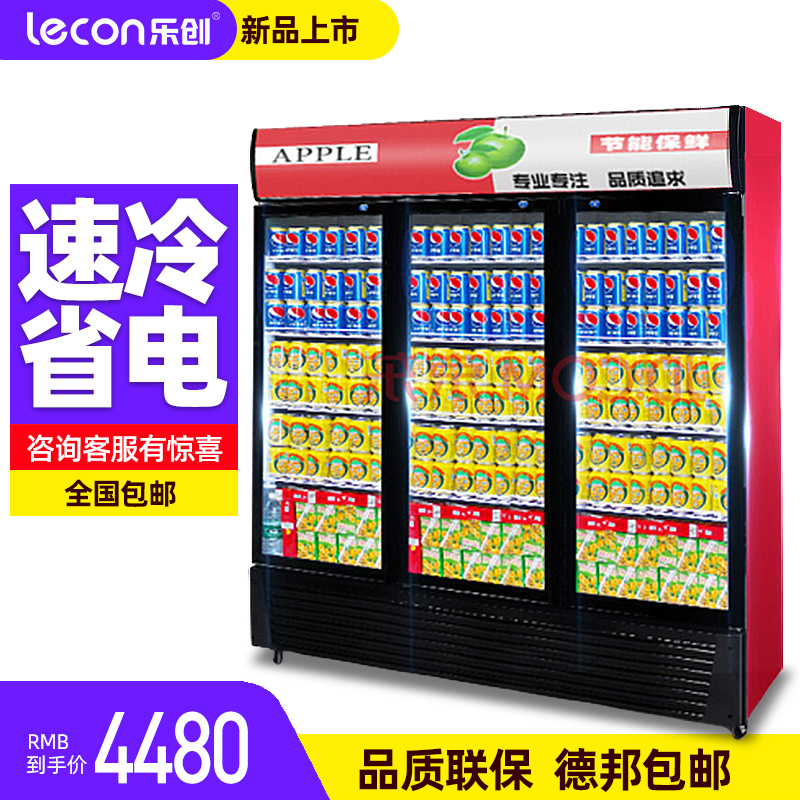 lecon乐创® 新品上市
APPLE
节能保鲜
专业专注 品质追求
速冷
省电
咨询客服有惊喜
全国包邮
RMB
到手价 4480
品质联保 德邦包邮